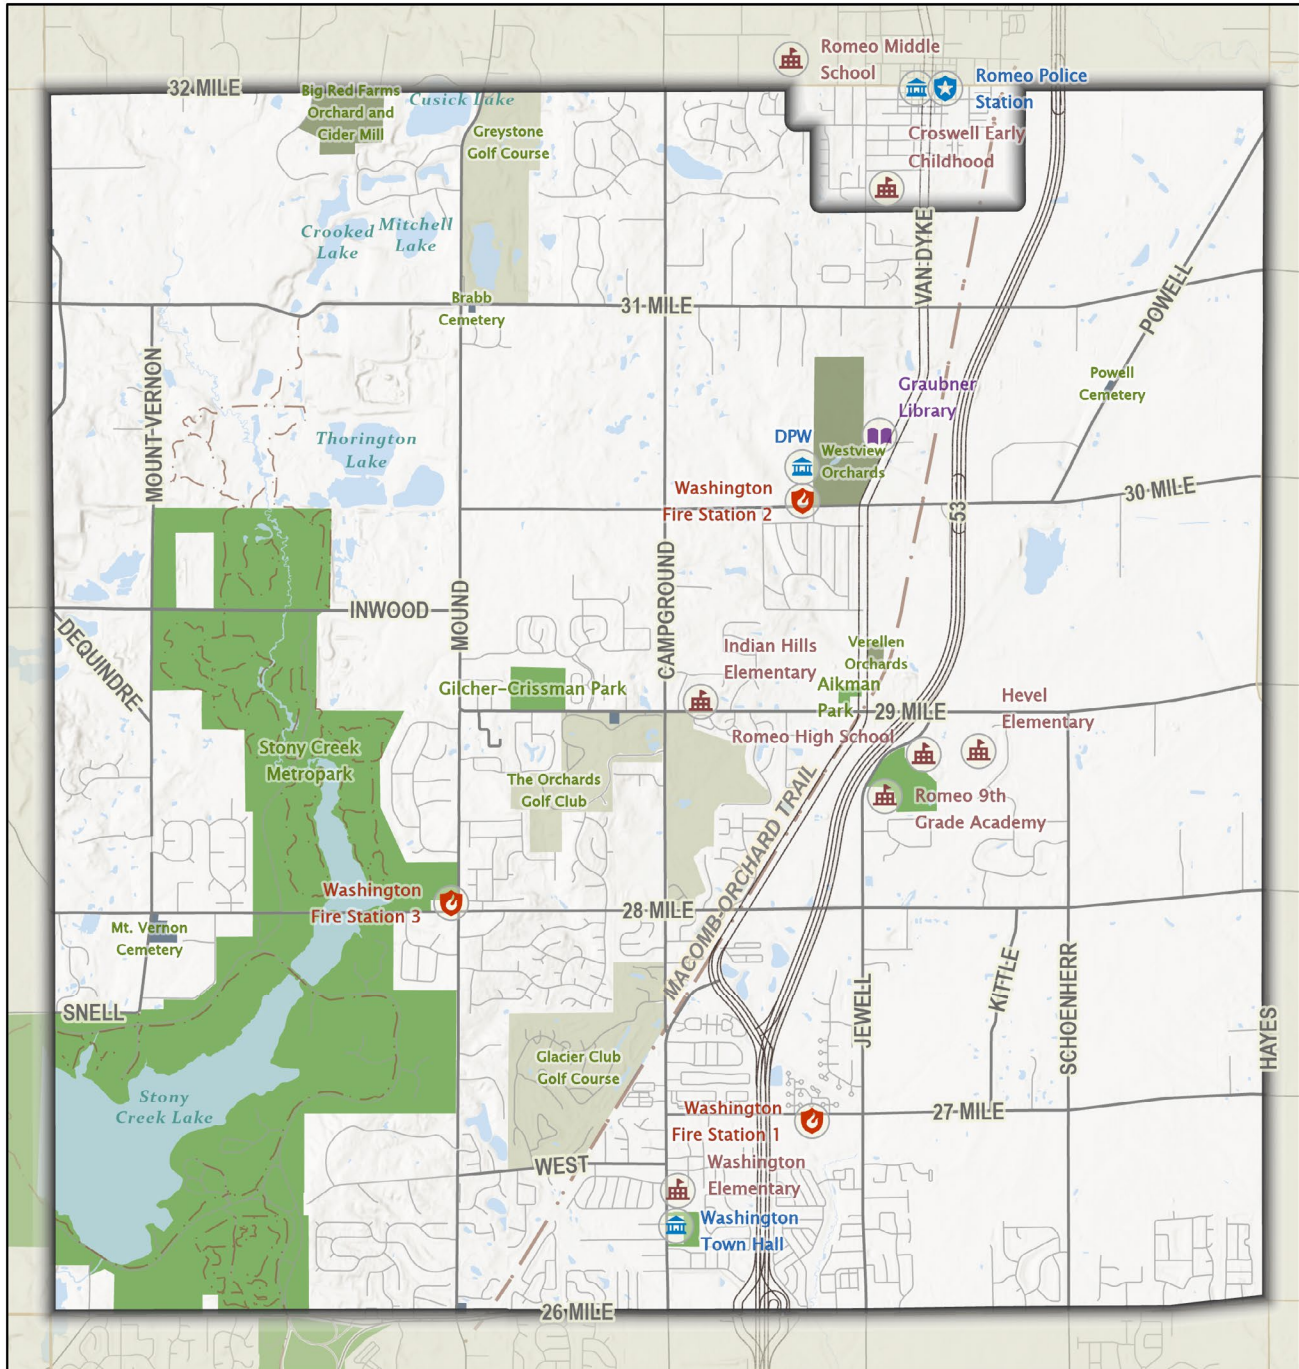 Romeo Middle
School
32 MILE
Big Red Farms
Orchard and
Cider Mill
Cusick Lake
Romeo Police
Station
Greystone
Golf Course
Croswell Early
Childhood
Crooked
Lake
Mitchell
Lake
VAN DYKE
POWELL
Brabb
Cemetery
31 MILE
MOUNT VERNON
Powell
Cemetery
Graubner
Library
Thorington
Lake
DPW
Westview
Orchards
Washington
Fire Station 2
30 MILE
53
CAMPGROUND
MOUND
INWOOD
DEQUINDRE
Indian Hills
Elementary
Verellen
Orchards
Gilcher-Crissman Park
Aikman
Park
29 MILE
Hevel
Elementary
Romeo High School
Stony Creek
Metropark
The Orchards
Golf Club
Romeo 9th
Grade Academy
MACOMB-ORCHARD TRAIL
Washington
Fire Station 3
28 MILE
Mt. Vernon
Cemetery
SNELL
JEWELL
KITTLE
SCHOENHERR
HAYES
Glacier Club
Golf Course
Stony
Creek Lake
Washington
Fire Station 1
27 MILE
WEST
Washington
Elementary
Washington
Town Hall
26 MILE